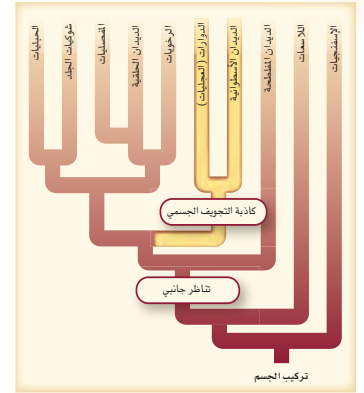 الإسفنجيات
اللاسعات
الديدان المفلطحة
الديدان الأسطوانية
الدوارات (العجليات)
الرخويات
الديدان الحلقية
المفصليات
شوكيات الجلد
الحبليات
كاذبة التجويف الجسمي
تناظر جانبي
تركيب الجسم